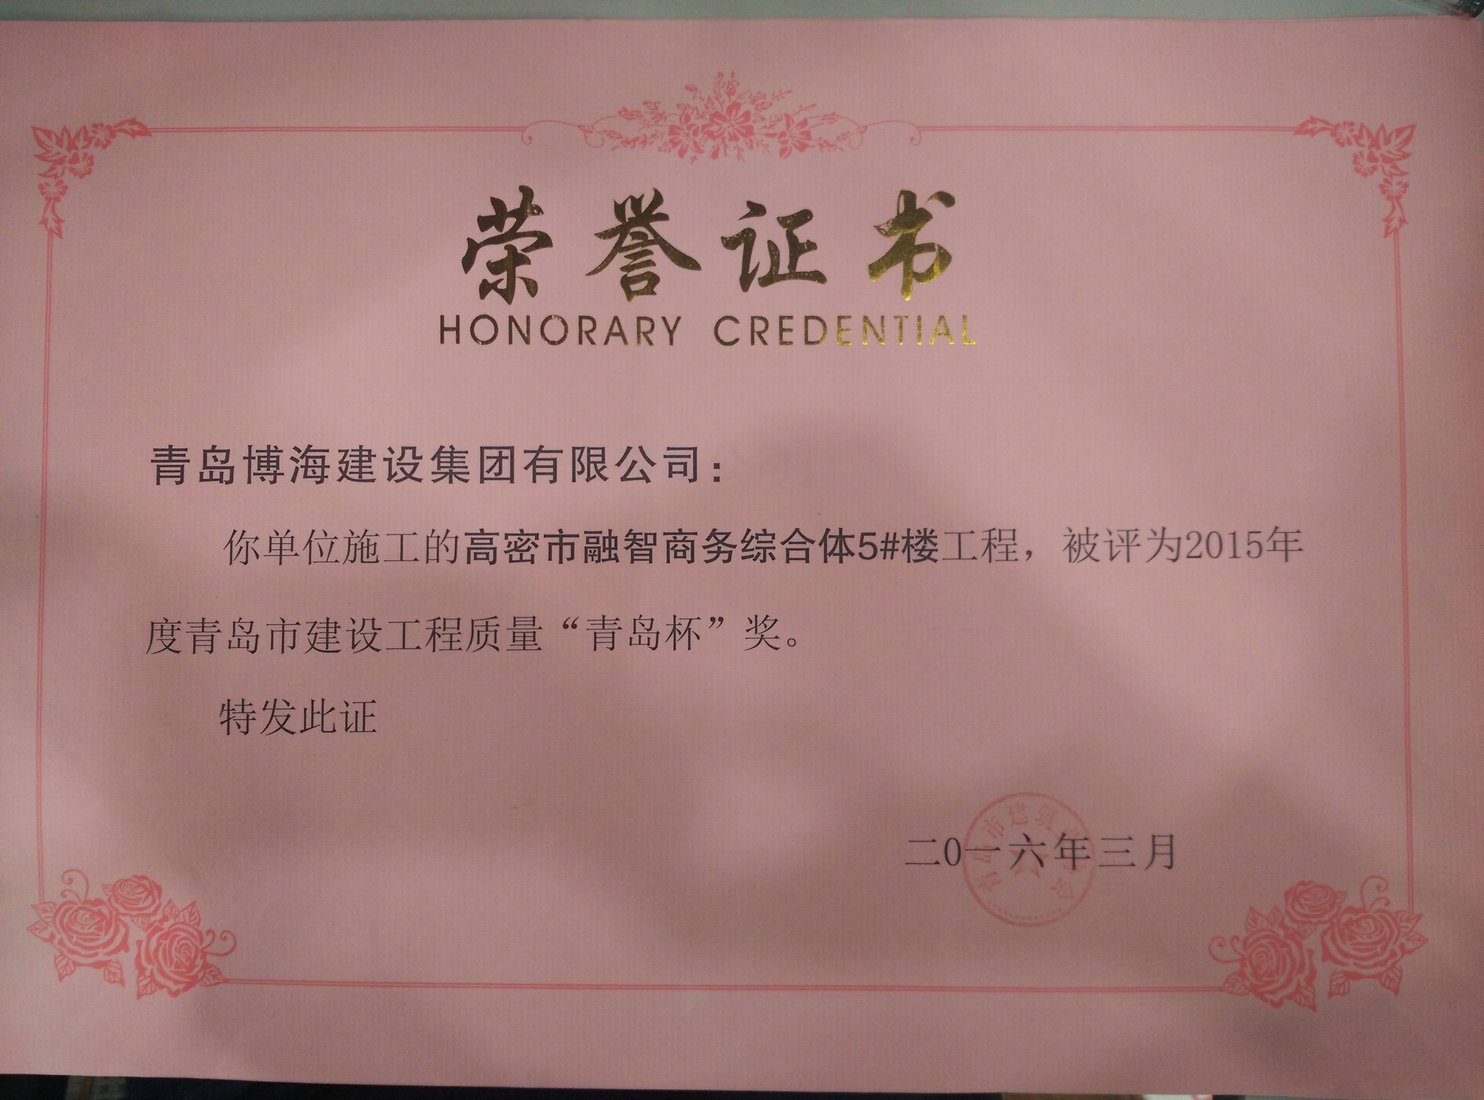 荣誉证书
HONORARY CREDENTIAL
青岛博海建设集团有限公司:
你单位施工的高密市融智商务综合体5#楼工程，被评为2015年
度青岛市建设工程质量“青岛杯”奖。
特发此证
二0一六年三月